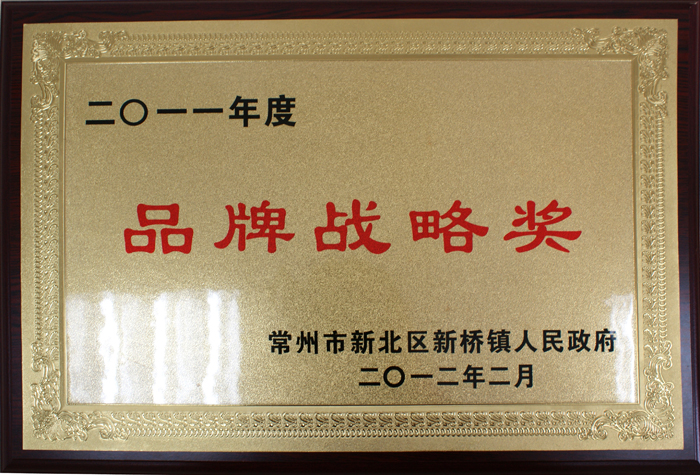 二〇一一年度
品牌战略奖
常州市新北区新桥镇人民政府
二〇一二年二月